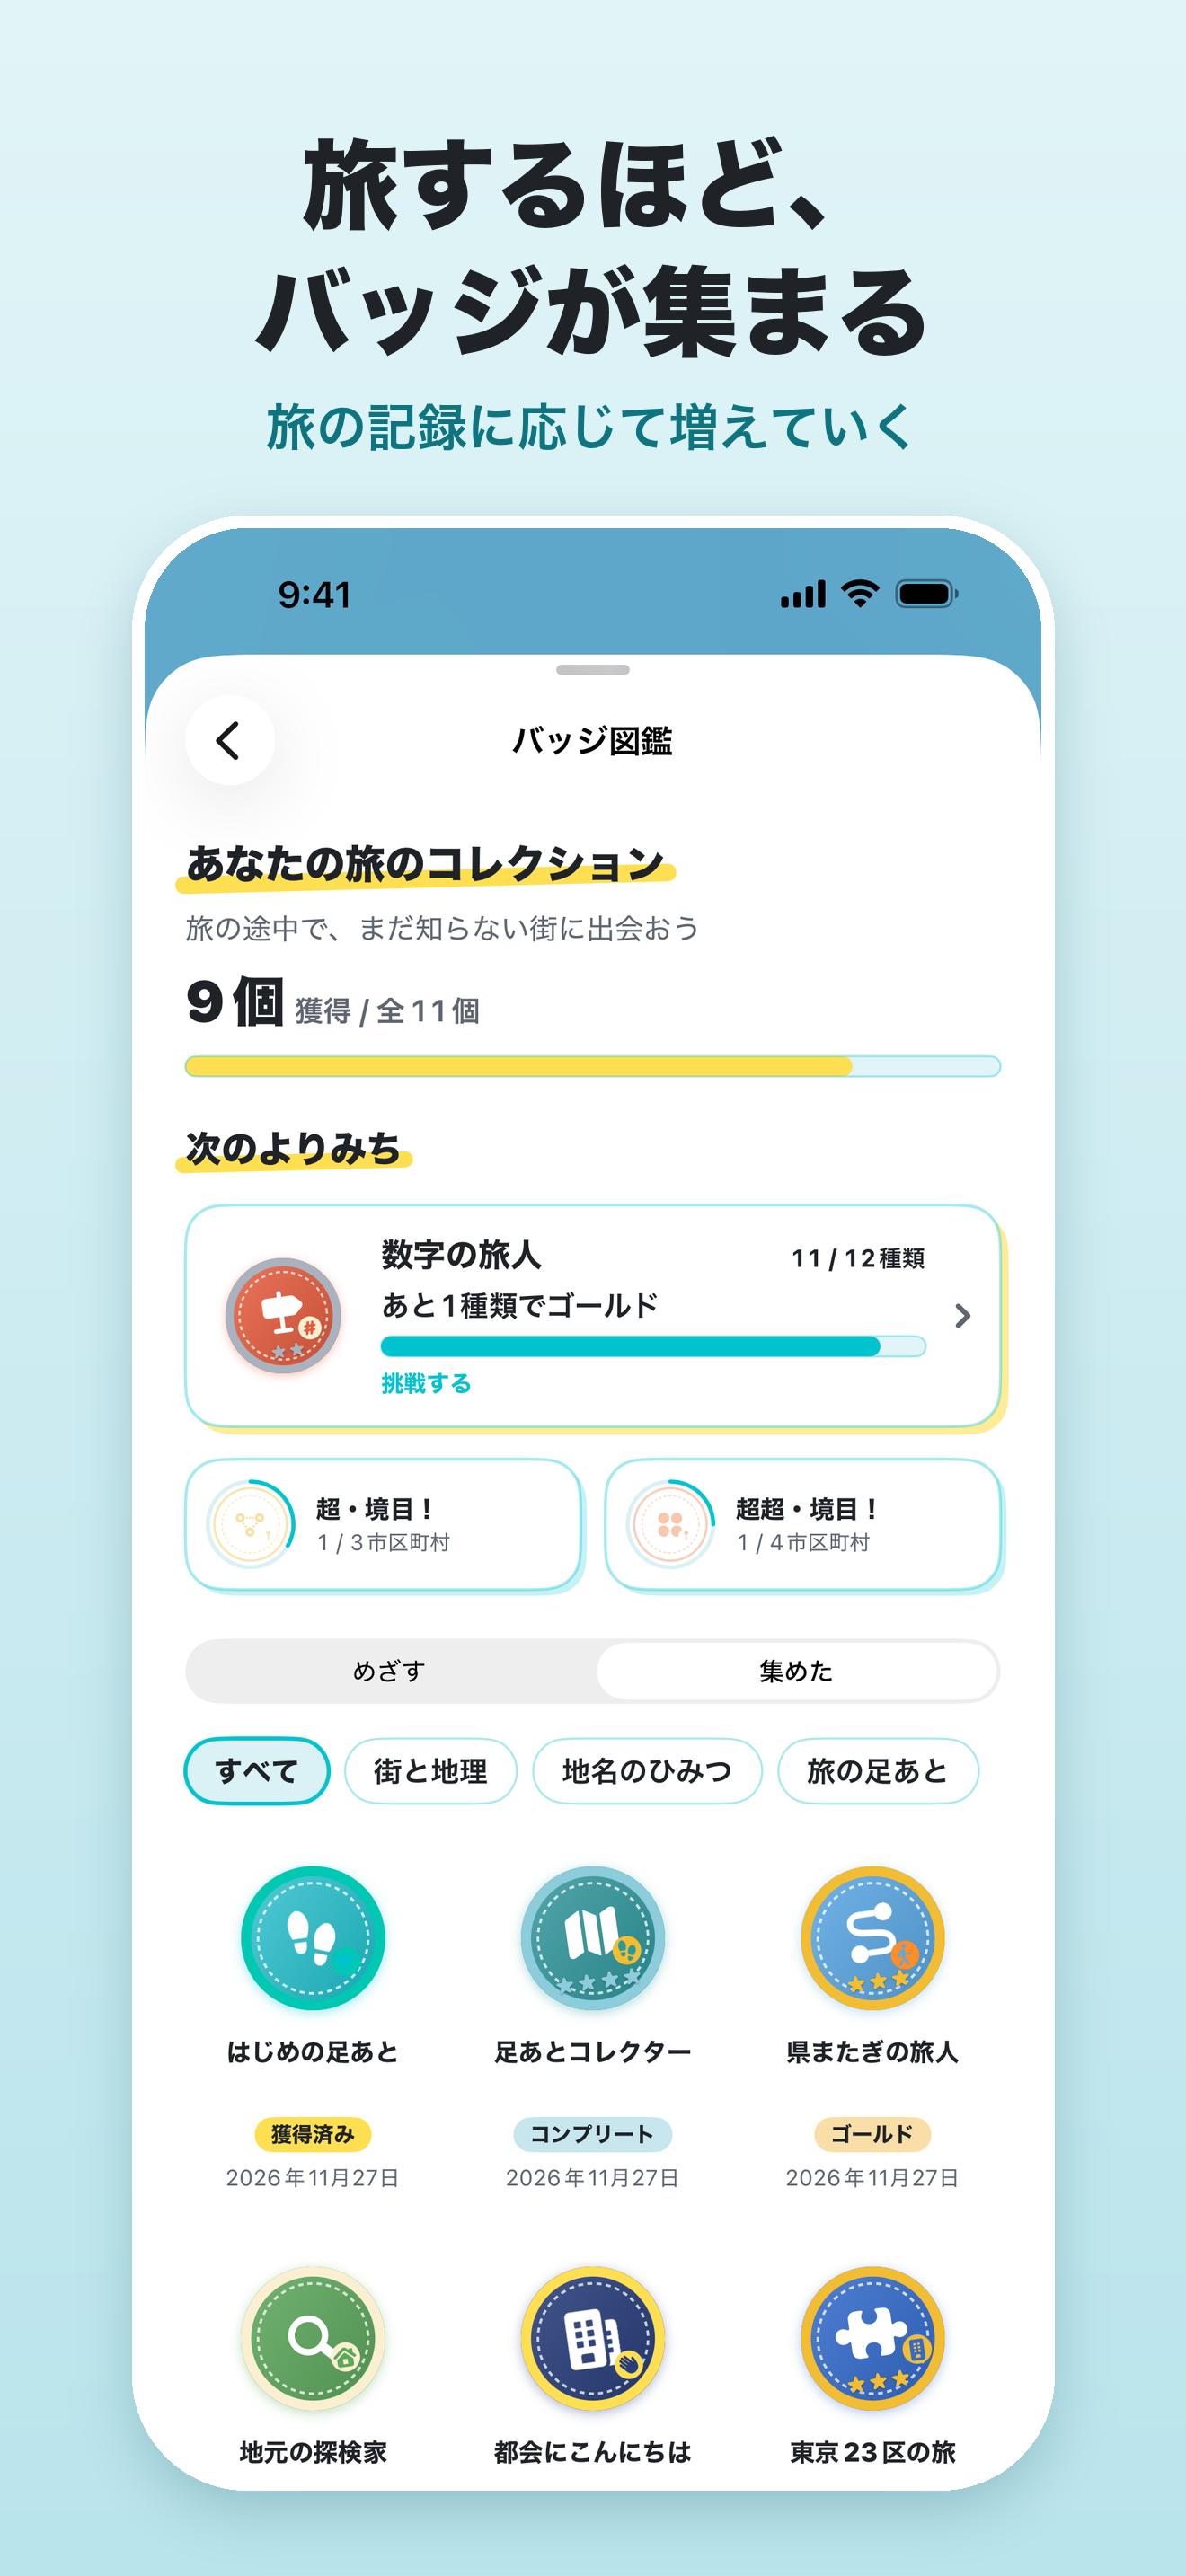 旅するほど、
バッジが集まる
旅の記録に応じて増えていく
9:41
バッジ図鑑
あなたの旅のコレクション
旅の途中で、まだ知らない街に出会おう
9個 獲得 / 全11個
次のよりみち
数字の旅人
11 / 12種類
あと1種類でゴールド
#
挑戦する
超・境目！
1 / 3市区町村
超超・境目！
1 / 4市区町村
めざす
集めた
すべて
街と地理
地名のひみつ
旅の足あと
はじめの足あと
足あとコレクター
県またぎの旅人
獲得済み
コンプリート
ゴールド
2026年11月27日
2026年11月27日
2026年11月27日
地元の探検家
都会にこんにちは
東京23区の旅